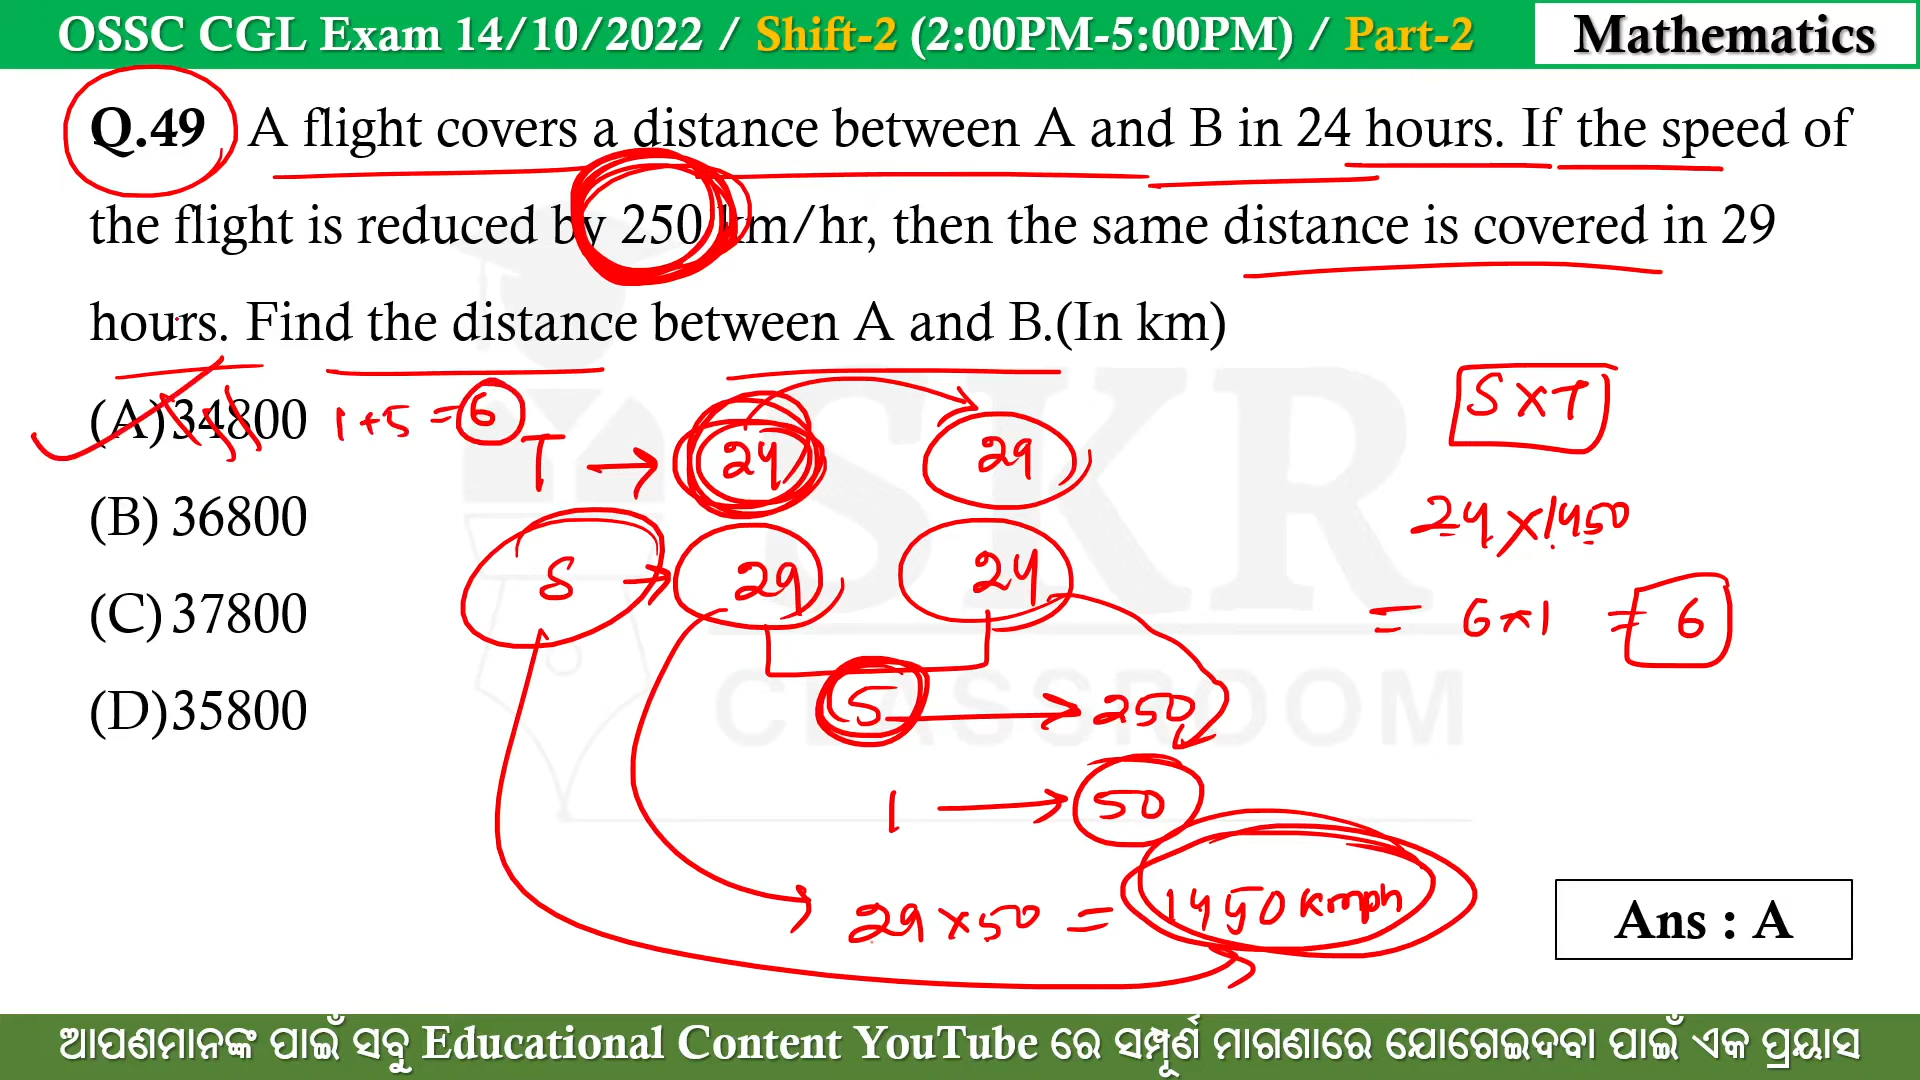 OSSC CGL Exam 14/10/2022 / Shift-2 (2:00PM-5:00PM) / Part-2 Mathematics
Q.49 A flight covers a distance between A and B in 24 hours. If the speed of
the flight is reduced by 250 km/hr, then the same distance is covered in 29
hours. Find the distance between A and B.(In km)
(A) 34800
1+5 = 6
T → 24 29
S × T
(B) 36800
24 × 1450
S → 29 24
(C) 37800
= 6 × 1 = 6
(D) 35800
5 → 250
1 → 50
29 × 50 = 1450 Kmph
Ans : A
SKR
CLASSROOM
ଆପଣମାନଙ୍କ ପାଇଁ ସବୁ Educational Content YouTube ରେ ସମ୍ପୂର୍ଣ ମାଗଣାରେ ଯୋଗେଇଦବା ପାଇଁ ଏକ ପ୍ରୟାସ